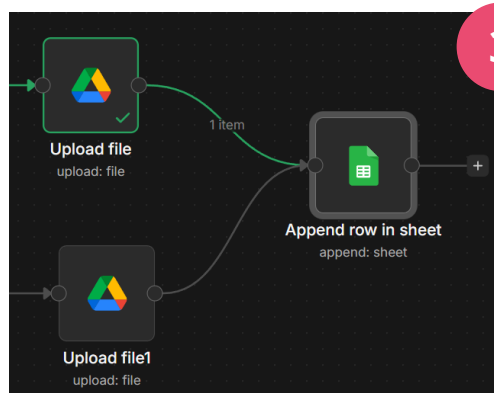 Upload file
upload: file
1 item
Append row in sheet
append: sheet
Upload file1
upload: file